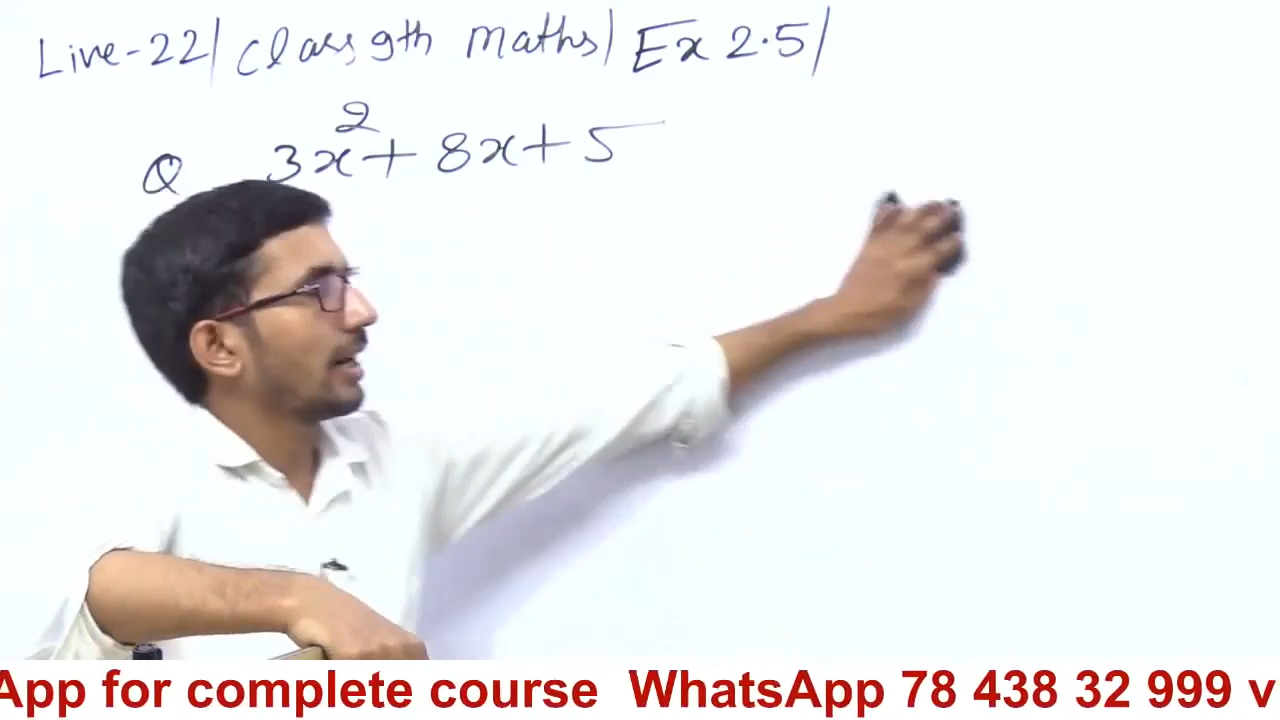 Live-22| Class 9th maths| Ex 2.5|
Q 3x²+ 8x+5
App for complete course WhatsApp 78 438 32 999 v